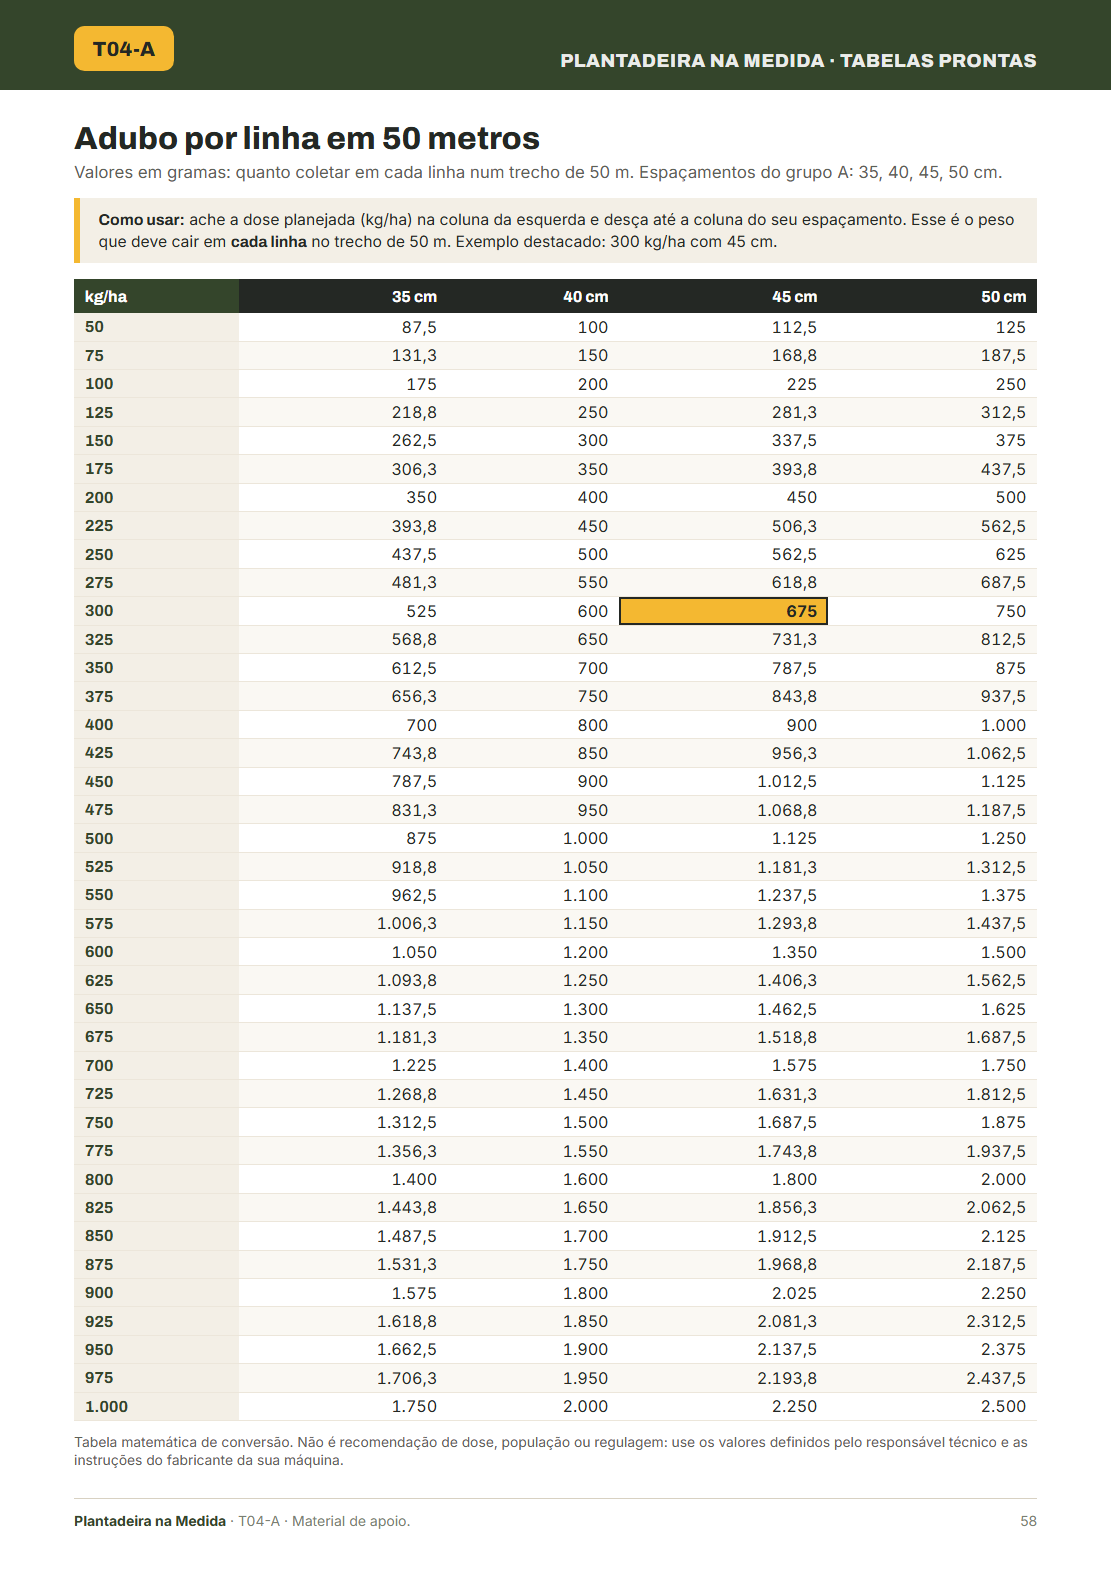 T04-A
PLANTADEIRA NA MEDIDA · TABELAS PRONTAS
Adubo por linha em 50 metros
Valores em gramas: quanto coletar em cada linha num trecho de 50 m. Espaçamentos do grupo A: 35, 40, 45, 50 cm.
Como usar: ache a dose planejada (kg/ha) na coluna da esquerda e desça até a coluna do seu espaçamento. Esse é o peso
que deve cair em cada linha no trecho de 50 m. Exemplo destacado: 300 kg/ha com 45 cm.
kg/ha 35 cm 40 cm 45 cm 50 cm
50 87,5 100 112,5 125
75 131,3 150 168,8 187,5
100 175 200 225 250
125 218,8 250 281,3 312,5
150 262,5 300 337,5 375
175 306,3 350 393,8 437,5
200 350 400 450 500
225 393,8 450 506,3 562,5
250 437,5 500 562,5 625
275 481,3 550 618,8 687,5
300 525 600 675 750
325 568,8 650 731,3 812,5
350 612,5 700 787,5 875
375 656,3 750 843,8 937,5
400 700 800 900 1.000
425 743,8 850 956,3 1.062,5
450 787,5 900 1.012,5 1.125
475 831,3 950 1.068,8 1.187,5
500 875 1.000 1.125 1.250
525 918,8 1.050 1.181,3 1.312,5
550 962,5 1.100 1.237,5 1.375
575 1.006,3 1.150 1.293,8 1.437,5
600 1.050 1.200 1.350 1.500
625 1.093,8 1.250 1.406,3 1.562,5
650 1.137,5 1.300 1.462,5 1.625
675 1.181,3 1.350 1.518,8 1.687,5
700 1.225 1.400 1.575 1.750
725 1.268,8 1.450 1.631,3 1.812,5
750 1.312,5 1.500 1.687,5 1.875
775 1.356,3 1.550 1.743,8 1.937,5
800 1.400 1.600 1.800 2.000
825 1.443,8 1.650 1.856,3 2.062,5
850 1.487,5 1.700 1.912,5 2.125
875 1.531,3 1.750 1.968,8 2.187,5
900 1.575 1.800 2.025 2.250
925 1.618,8 1.850 2.081,3 2.312,5
950 1.662,5 1.900 2.137,5 2.375
975 1.706,3 1.950 2.193,8 2.437,5
1.000 1.750 2.000 2.250 2.500
Tabela matemática de conversão. Não é recomendação de dose, população ou regulagem: use os valores definidos pelo responsável técnico e as
instruções do fabricante da sua máquina.
Plantadeira na Medida · T04-A · Material de apoio. 58